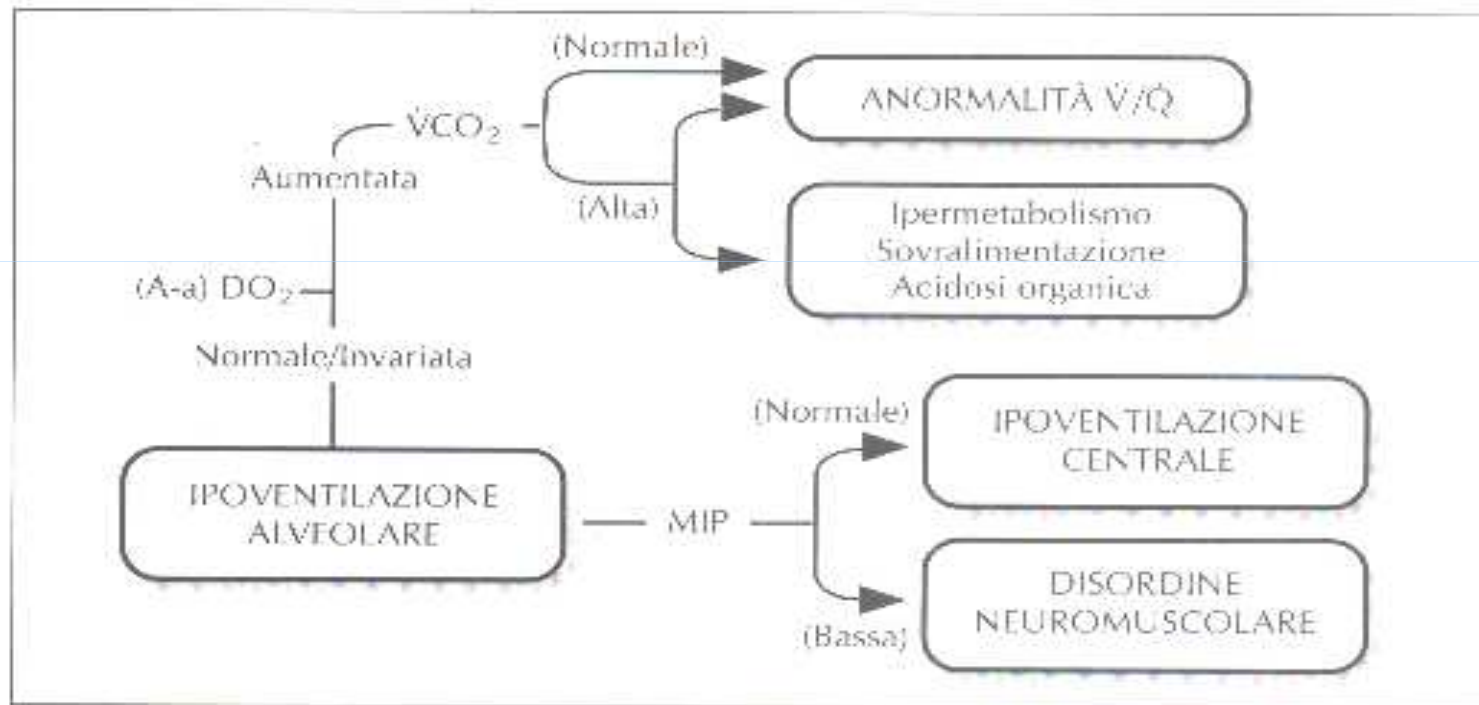 (Normale)
ANORMALITÀ V̇/Q̇
V̇CO₂
Aumentata
(Alta)
Ipermetabolismo
Sovralimentazione
Acidosi organica
(A-a) DO₂
Normale/Invariata
(Normale)
IPOVENTILAZIONE
CENTRALE
IPOVENTILAZIONE
ALVEOLARE
MIP
DISORDINE
NEUROMUSCOLARE
(Bassa)